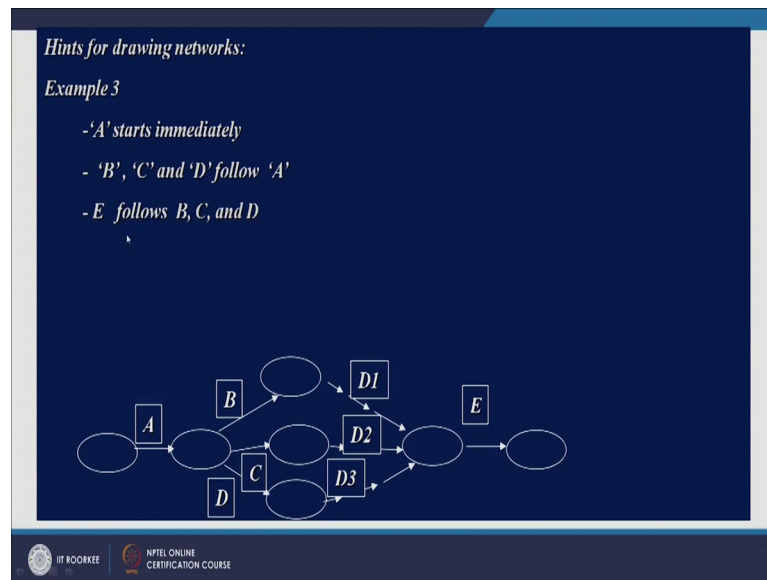 Hints for drawing networks:
Example 3
-‘A’ starts immediately
- ‘B’, ‘C’ and ‘D’ follow ‘A’
- E follows B, C, and D
D1
B
E
A
D2
C
D3
D
IIT ROORKEE
NPTEL ONLINE
CERTIFICATION COURSE